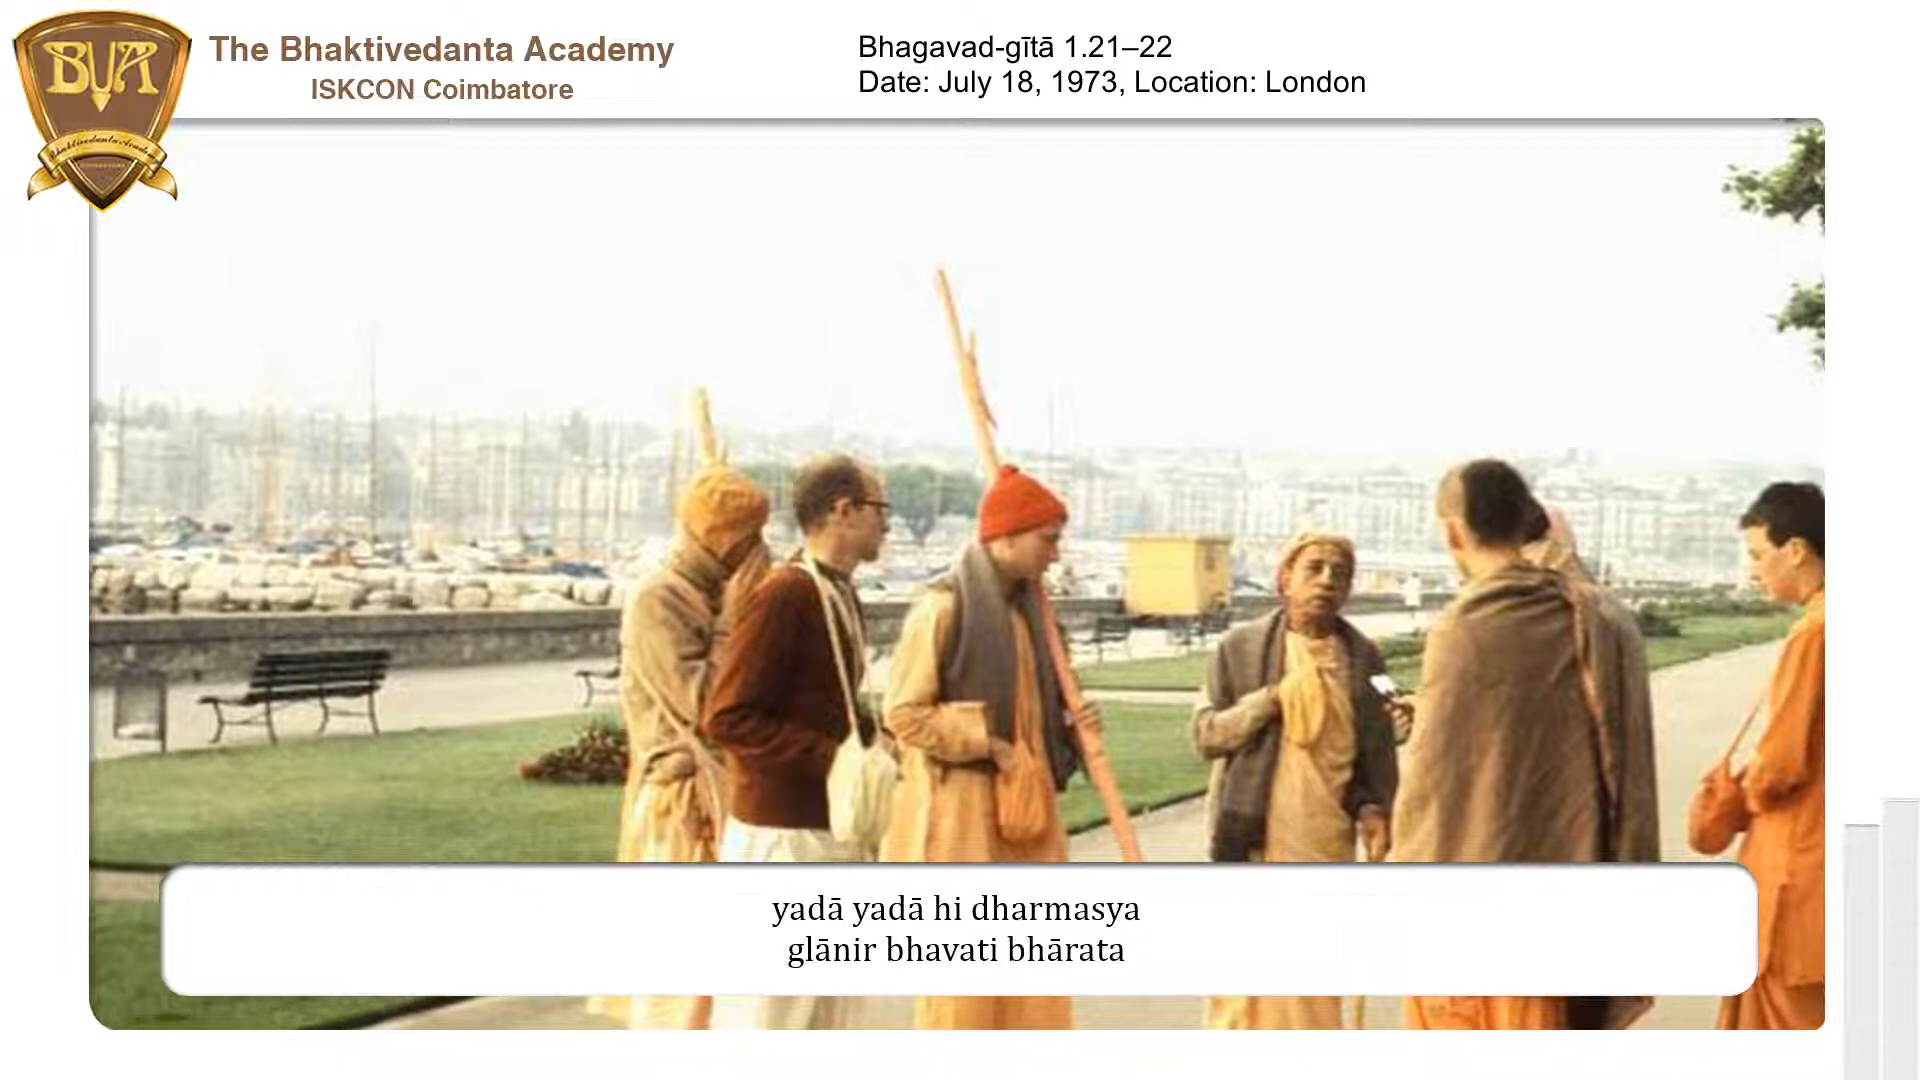 BVA
The Bhaktivedanta Academy
ISKCON Coimbatore
Bhagavad-gītā 1.21–22
Date: July 18, 1973, Location: London
yadā yadā hi dharmasya
glānir bhavati bhārata